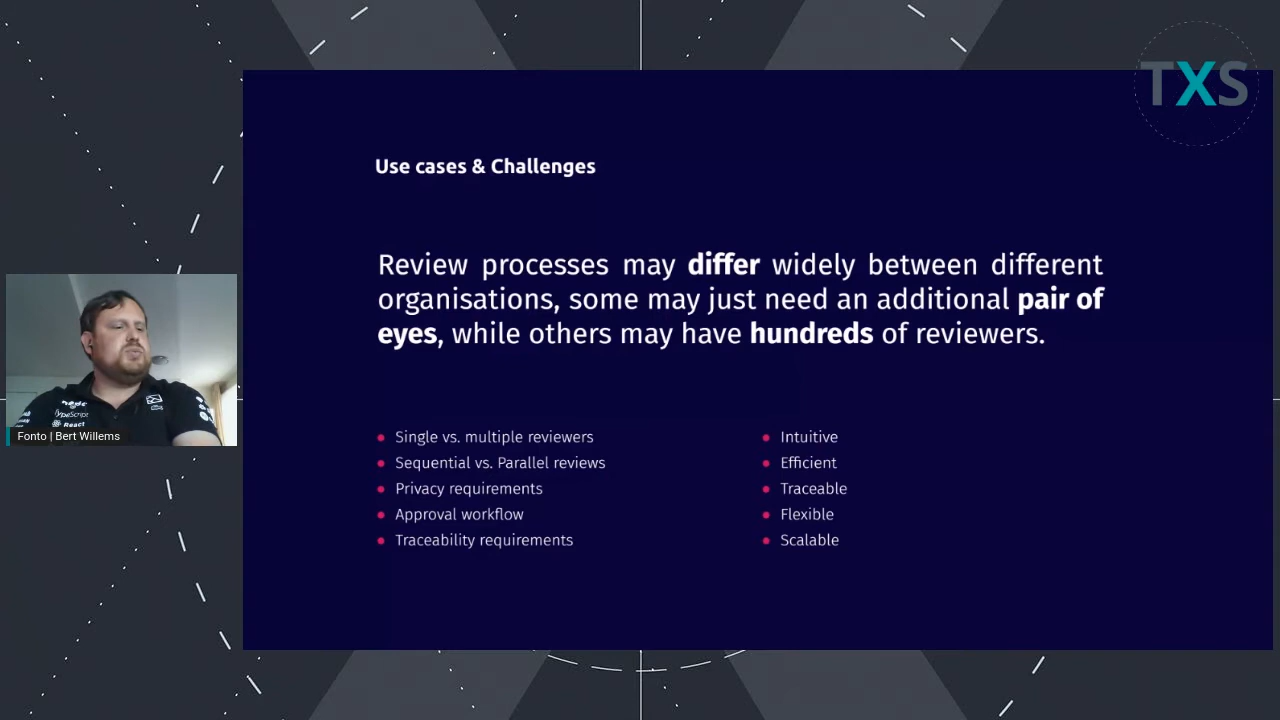 TXS
Use cases & Challenges
Review processes may differ widely between different
organisations, some may just need an additional pair of
eyes, while others may have hundreds of reviewers.
Single vs. multiple reviewers
Sequential vs. Parallel reviews
Privacy requirements
Approval workflow
Traceability requirements
Intuitive
Efficient
Traceable
Flexible
Scalable
TypeScript
React
Fonto | Bert Willems